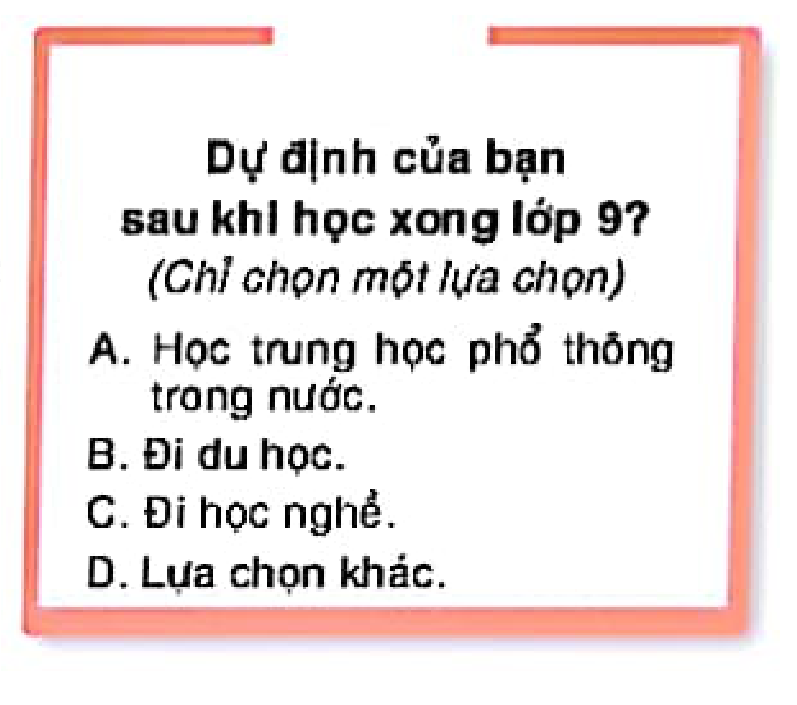 Dự định của bạn
sau khi học xong lớp 9?
(Chỉ chọn một lựa chọn)
A. Học trung học phổ thông
trong nước.
B. Đi du học.
C. Đi học nghề.
D. Lựa chọn khác.